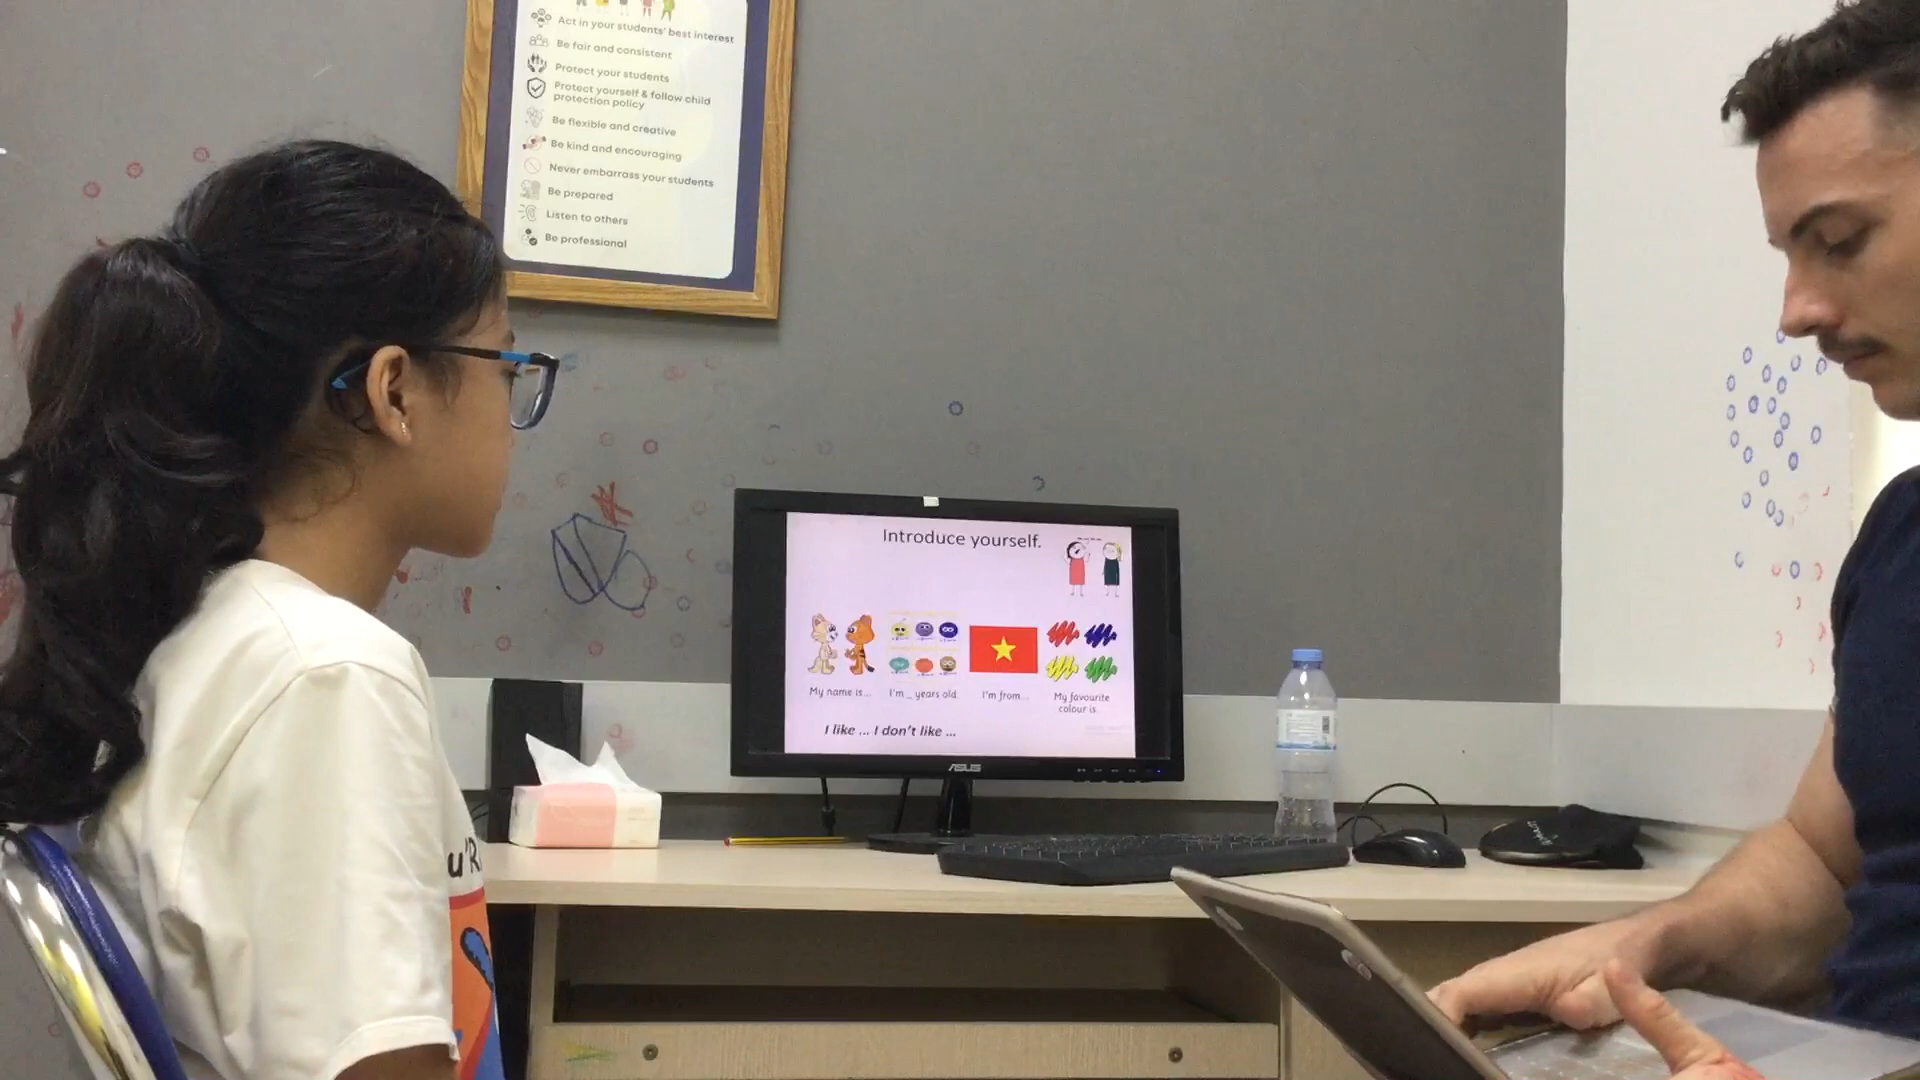 Act in your students' best interest
Be fair and consistent
Protect your students
Protect yourself & follow child
protection policy
Be flexible and creative
Be kind and encouraging
Never embarrass your students
Be prepared
Listen to others
Be professional
Introduce yourself.
My name is...
I'm _ years old.
I'm from...
My favourite
colour is
I like ... I don't like ...
ASUS
u'R